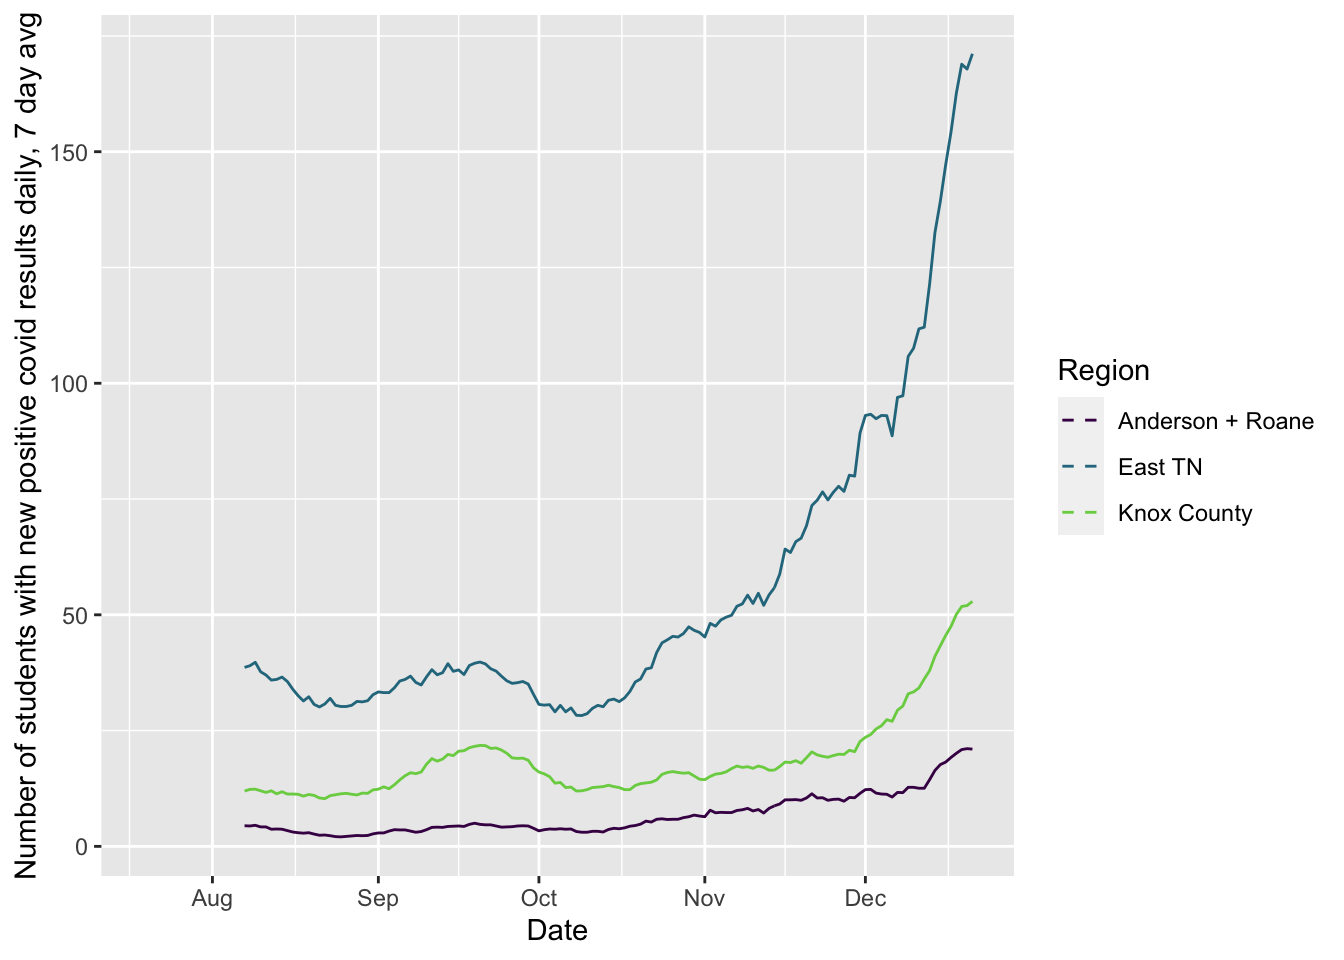 Number of students with new positive covid results daily, 7 day avg
150
100
50
0
Aug
Sep
Oct
Nov
Dec
Date
Region
Anderson + Roane
East TN
Knox County